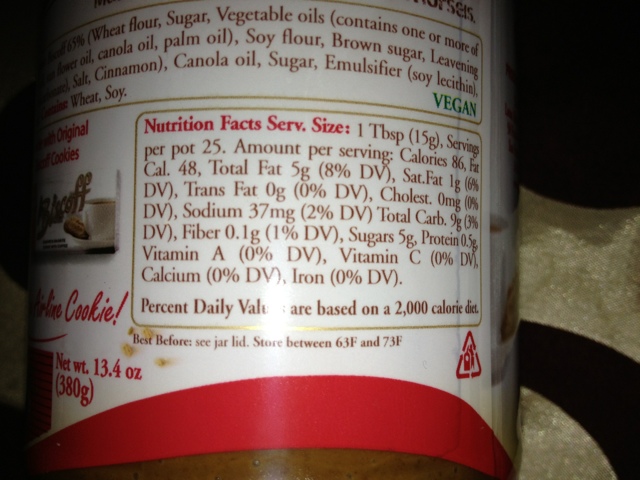 Morsels.
65% (Wheat flour, Sugar, Vegetable oils (contains one or more of
flower oil, canola oil, palm oil), Soy flour, Brown sugar, Leavening
Salt, Cinnamon), Canola oil, Sugar, Emulsifier (soy lecithin),
Wheat, Soy.
VEGAN
with Original
Cookies
Biscoff
Airline Cookie!
Nutrition Facts Serv. Size: 1 Tbsp (15g), Servings
per pot 25. Amount per serving: Calories 86, Fat
Cal. 48, Total Fat 5g (8% DV), Sat.Fat 1g (6%
DV), Trans Fat 0g (0% DV), Cholest. 0mg (0%
DV), Sodium 37mg (2% DV) Total Carb. 9g (3%
DV), Fiber 0.1g (1% DV), Sugars 5g, Protein 0.5g,
Vitamin A (0% DV), Vitamin C (0% DV),
Calcium (0% DV), Iron (0% DV).
Percent Daily Values are based on a 2,000 calorie diet.
Best Before: see jar lid. Store between 63F and 73F
Net wt. 13.4 oz
(380g)